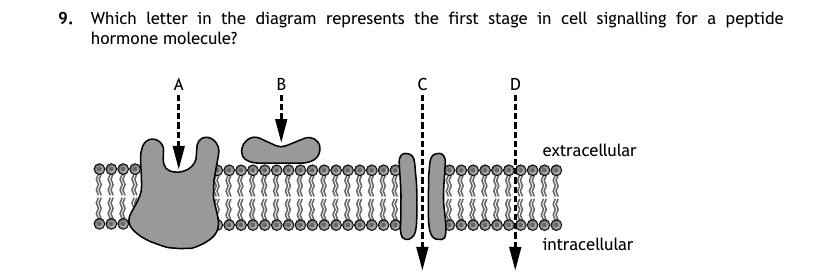 9. Which letter in the diagram represents the first stage in cell signalling for a peptide
hormone molecule?
A B C D
extracellular
intracellular